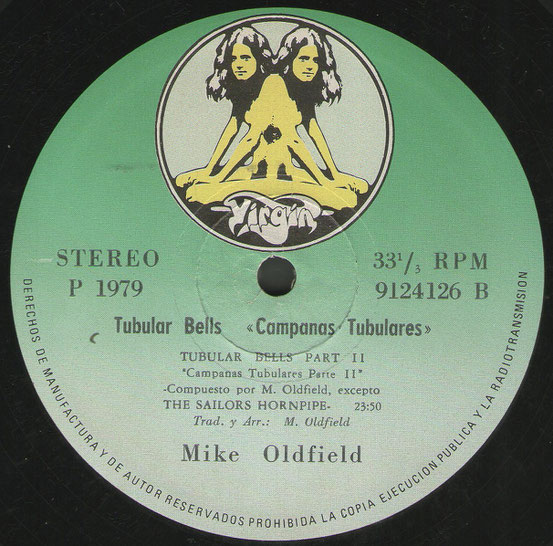 Virgin
STEREO
P 1979
33 1/3 RPM
9124126 B
Tubular Bells «Campanas Tubulares»
TUBULAR BELLS PART II
"Campanas Tubulares Parte II"
-Compuesto por M. Oldfield, excepto
THE SAILORS HORNPIPE- 23:50
Trad. y Arr.: M. Oldfield
Mike Oldfield
DERECHOS DE MANUFACTURA Y DE AUTOR RESERVADOS PROHIBIDA LA COPIA EJECUCION PUBLICA Y LA RADIOTRANSMISION